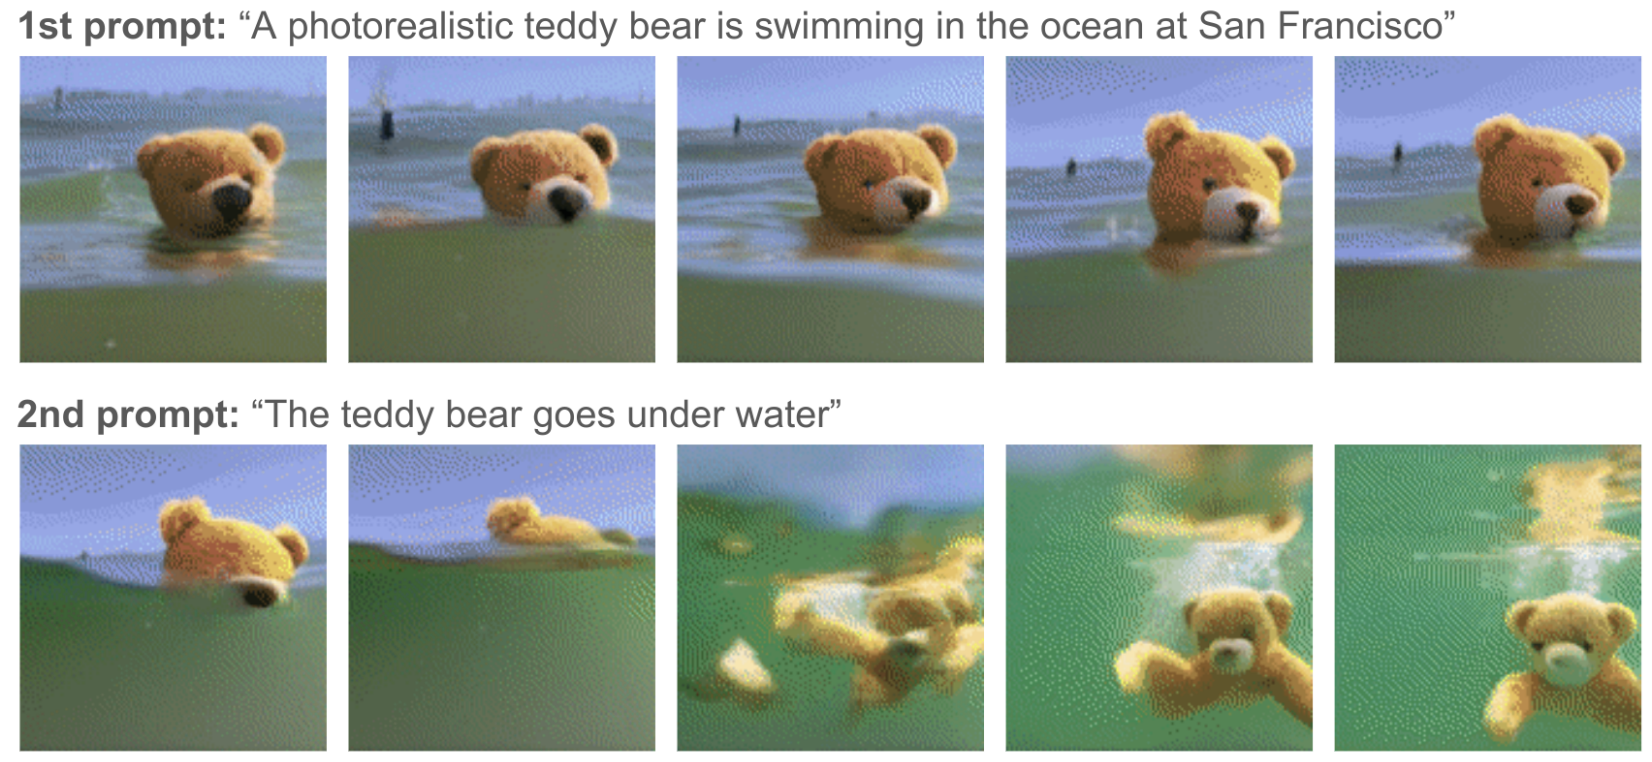 1st prompt: “A photorealistic teddy bear is swimming in the ocean at San Francisco”
2nd prompt: “The teddy bear goes under water”